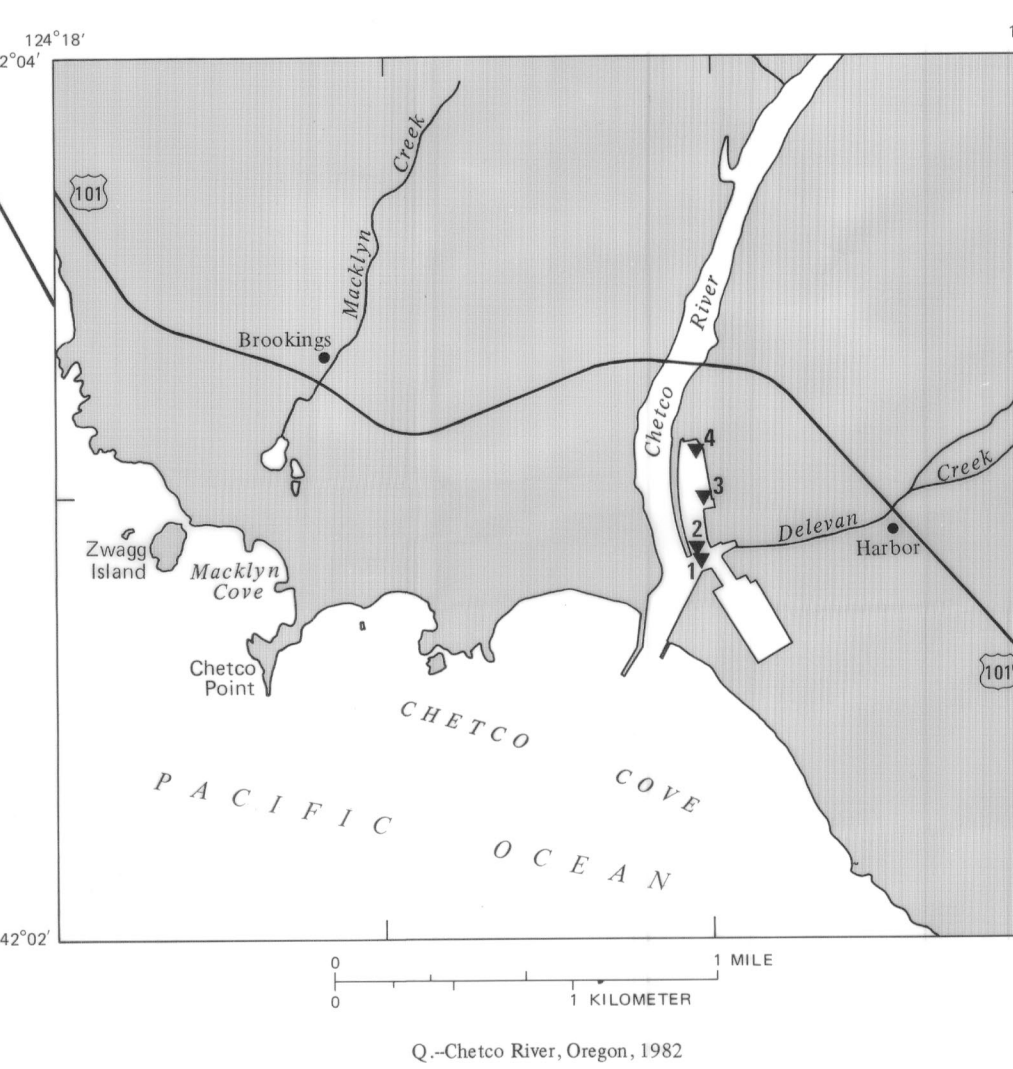 124°18'
1
2°04'
Creek
101
Macklyn
River
Brookings
Chetco
4
3
Creek
2
Delevan
1
Harbor
Zwagg
Island
Macklyn
Cove
Chetco
Point
101
CHETCO
COVE
PACIFIC
OCEAN
42°02'
0 1 MILE
0 1 KILOMETER
Q.--Chetco River, Oregon, 1982